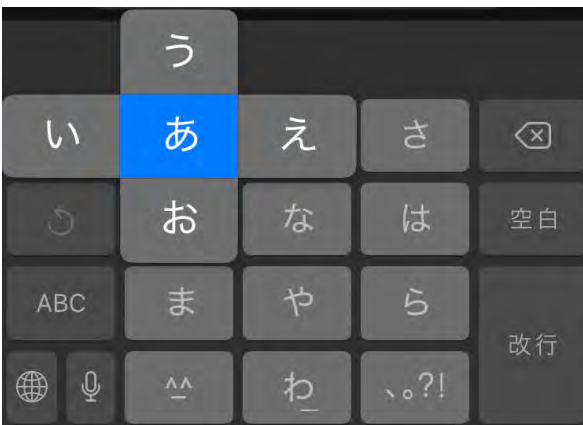 う
い あ え さ
お な は 空白
ABC ま や ら
改行
^^ わ 、。?!